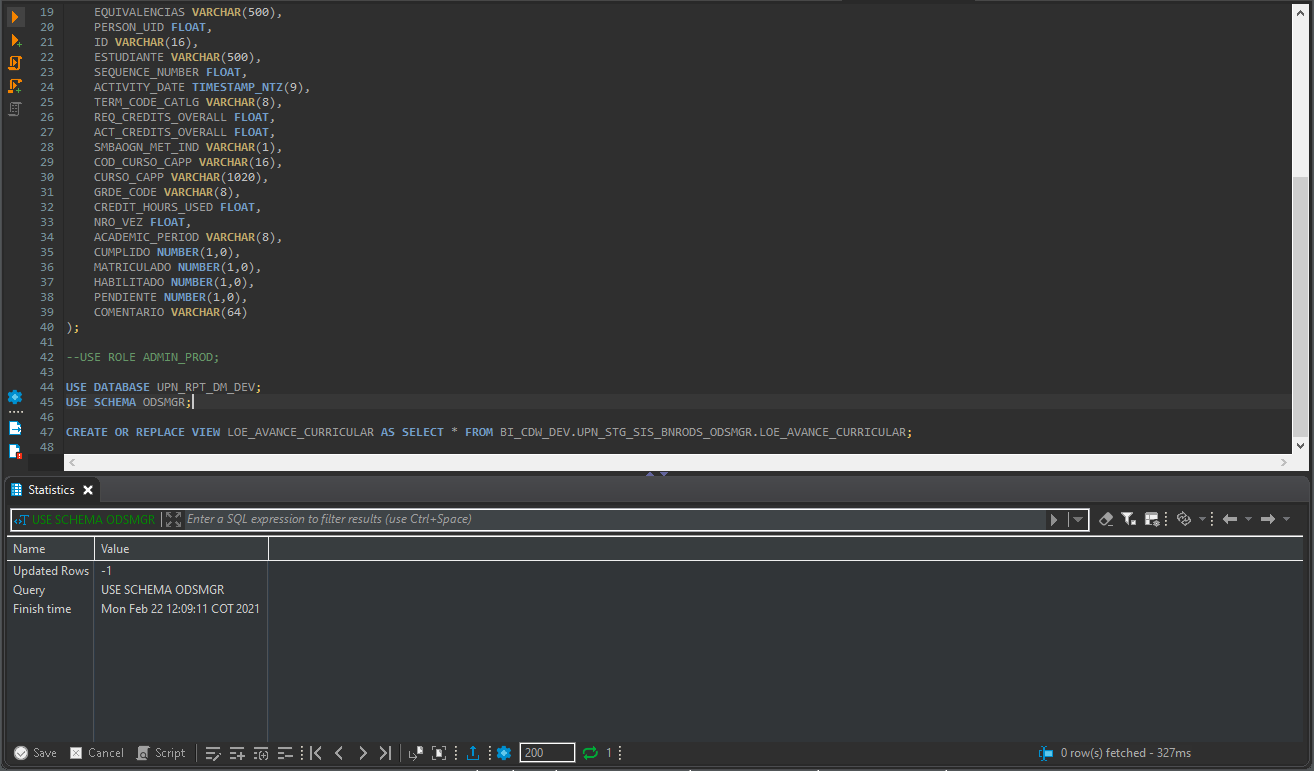 19 EQUIVALENCIAS VARCHAR(500),
20 PERSON_UID FLOAT,
21 ID VARCHAR(16),
22 ESTUDIANTE VARCHAR(500),
23 SEQUENCE_NUMBER FLOAT,
24 ACTIVITY_DATE TIMESTAMP_NTZ(9),
25 TERM_CODE_CATLG VARCHAR(8),
26 REQ_CREDITS_OVERALL FLOAT,
27 ACT_CREDITS_OVERALL FLOAT,
28 SMBAOGN_MET_IND VARCHAR(1),
29 COD_CURSO_CAPP VARCHAR(16),
30 CURSO_CAPP VARCHAR(1020),
31 GRDE_CODE VARCHAR(8),
32 CREDIT_HOURS_USED FLOAT,
33 NRO_VEZ FLOAT,
34 ACADEMIC_PERIOD VARCHAR(8),
35 CUMPLIDO NUMBER(1,0),
36 MATRICULADO NUMBER(1,0),
37 HABILITADO NUMBER(1,0),
38 PENDIENTE NUMBER(1,0),
39 COMENTARIO VARCHAR(64)
40 );
41
42 --USE ROLE ADMIN_PROD;
43
44 USE DATABASE UPN_RPT_DM_DEV;
45 USE SCHEMA ODSMGR;
46
47 CREATE OR REPLACE VIEW LOE_AVANCE_CURRICULAR AS SELECT * FROM BI_CDW_DEV.UPN_STG_SIS_BNRODS_ODSMGR.LOE_AVANCE_CURRICULAR;
48
Statistics
USE SCHEMA ODSMGR Enter a SQL expression to filter results (use Ctrl+Space)
Name Value
Updated Rows -1
Query USE SCHEMA ODSMGR
Finish time Mon Feb 22 12:09:11 COT 2021
Save Cancel Script 200 1 0 row(s) fetched - 327ms